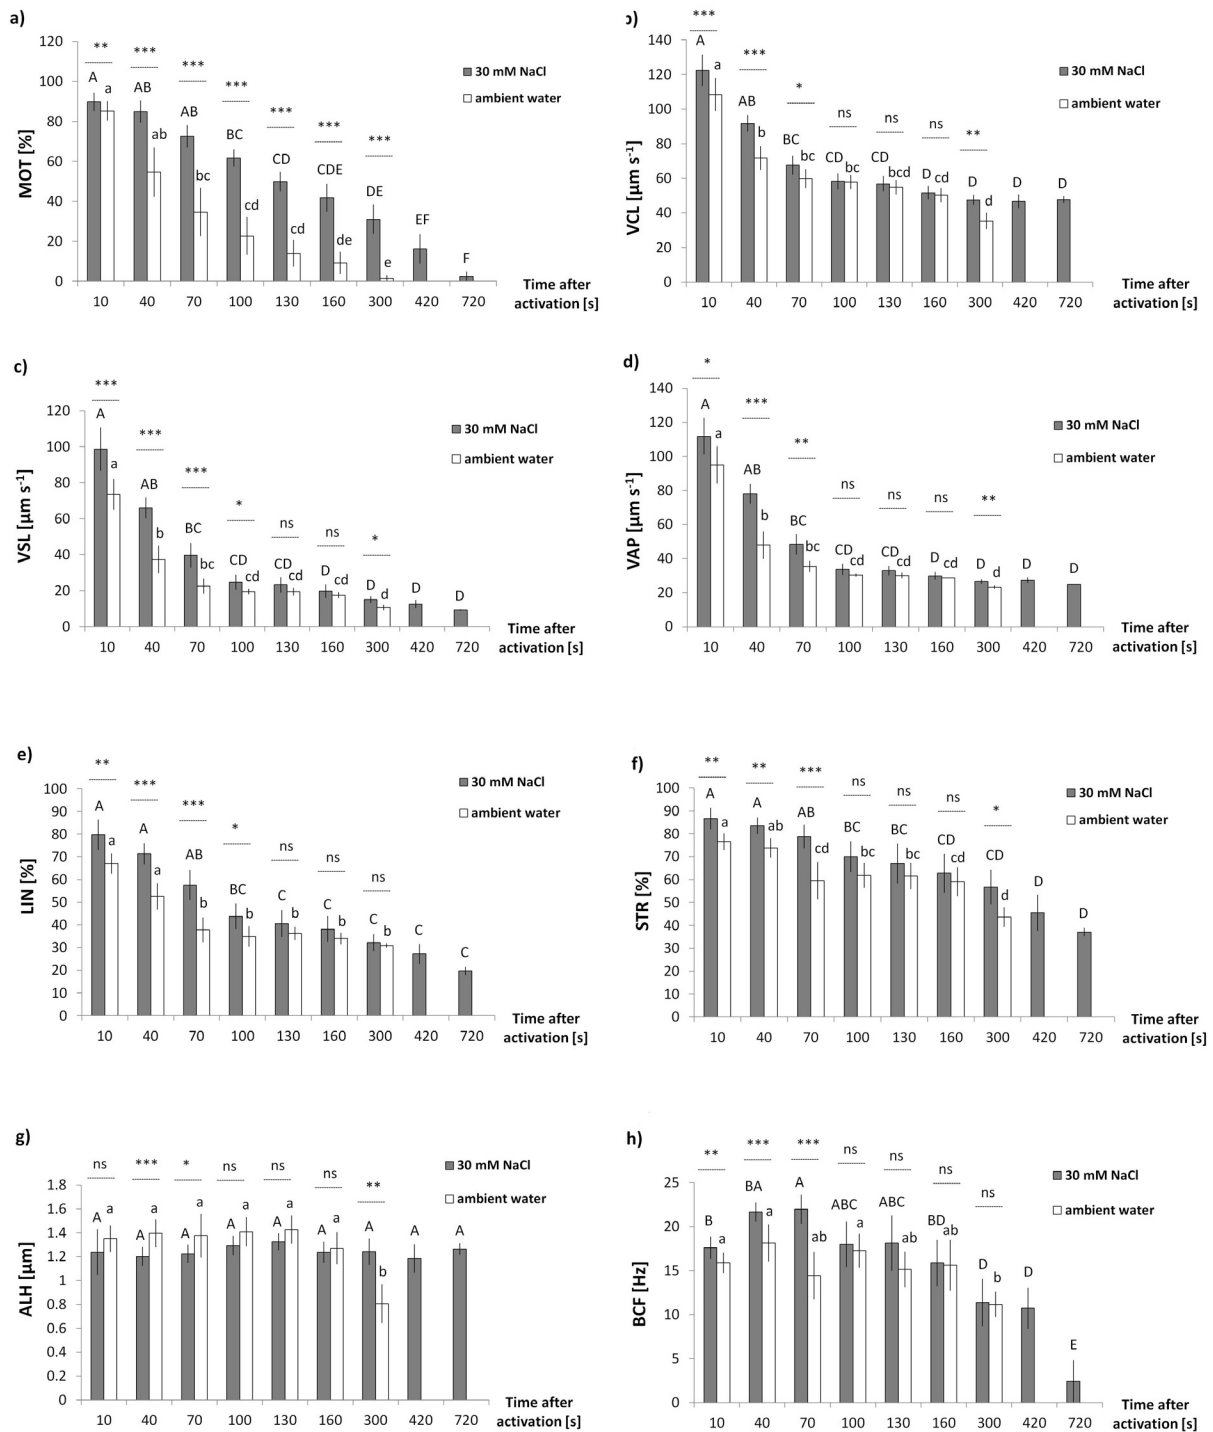 a)
120
100
80
60
40
20
0
MOT [%]
** *** *** *** *** *** ***
A a AB ab AB bc BC cd CD cd CDE de DE e EF F
30 mM NaCl
ambient water
10 40 70 100 130 160 300 420 720
Time after
activation [s]
b)
140
120
100
80
60
40
20
0
VCL [µm s-1]
*** *** * ns ns ns **
A a AB b BC bc CD bc CD bcd D cd D d D D
30 mM NaCl
ambient water
10 40 70 100 130 160 300 420 720
Time after
activation [s]
c)
120
100
80
60
40
20
0
VSL [µm s-1]
*** *** *** * ns ns *
A a AB b BC bc CD cd CD cd D cd D d D D
30 mM NaCl
ambient water
10 40 70 100 130 160 300 420 720
Time after
activation [s]
d)
140
120
100
80
60
40
20
0
VAP [µm s-1]
* *** ** ns ns ns **
A a AB b BC bc CD cd CD cd D cd D d D D
30 mM NaCl
ambient water
10 40 70 100 130 160 300 420 720
Time after
activation [s]
e)
100
90
80
70
60
50
40
30
20
10
0
LIN [%]
** *** *** * ns ns ns
A a A a AB b BC b C b C b C b C C
30 mM NaCl
ambient water
10 40 70 100 130 160 300 420 720
Time after
activation [s]
f)
100
90
80
70
60
50
40
30
20
10
0
STR [%]
** ** *** ns ns ns *
A a A ab AB cd BC bc BC bc CD cd CD d D D
30 mM NaCl
ambient water
10 40 70 100 130 160 300 420 720
Time after
activation [s]
g)
1.8
1.6
1.4
1.2
1
0.8
0.6
0.4
0.2
0
ALH [µm]
ns *** * ns ns ns **
A a A a A a A a A a A a A b A A
30 mM NaCl
ambient water
10 40 70 100 130 160 300 420 720
Time after
activation [s]
h)
25
20
15
10
5
0
BCF [Hz]
** *** *** ns ns ns ns
B a BA a A ab ABC a ABC ab BD ab D b D E
30 mM NaCl
ambient water
10 40 70 100 130 160 300 420 720
Time after
activation [s]